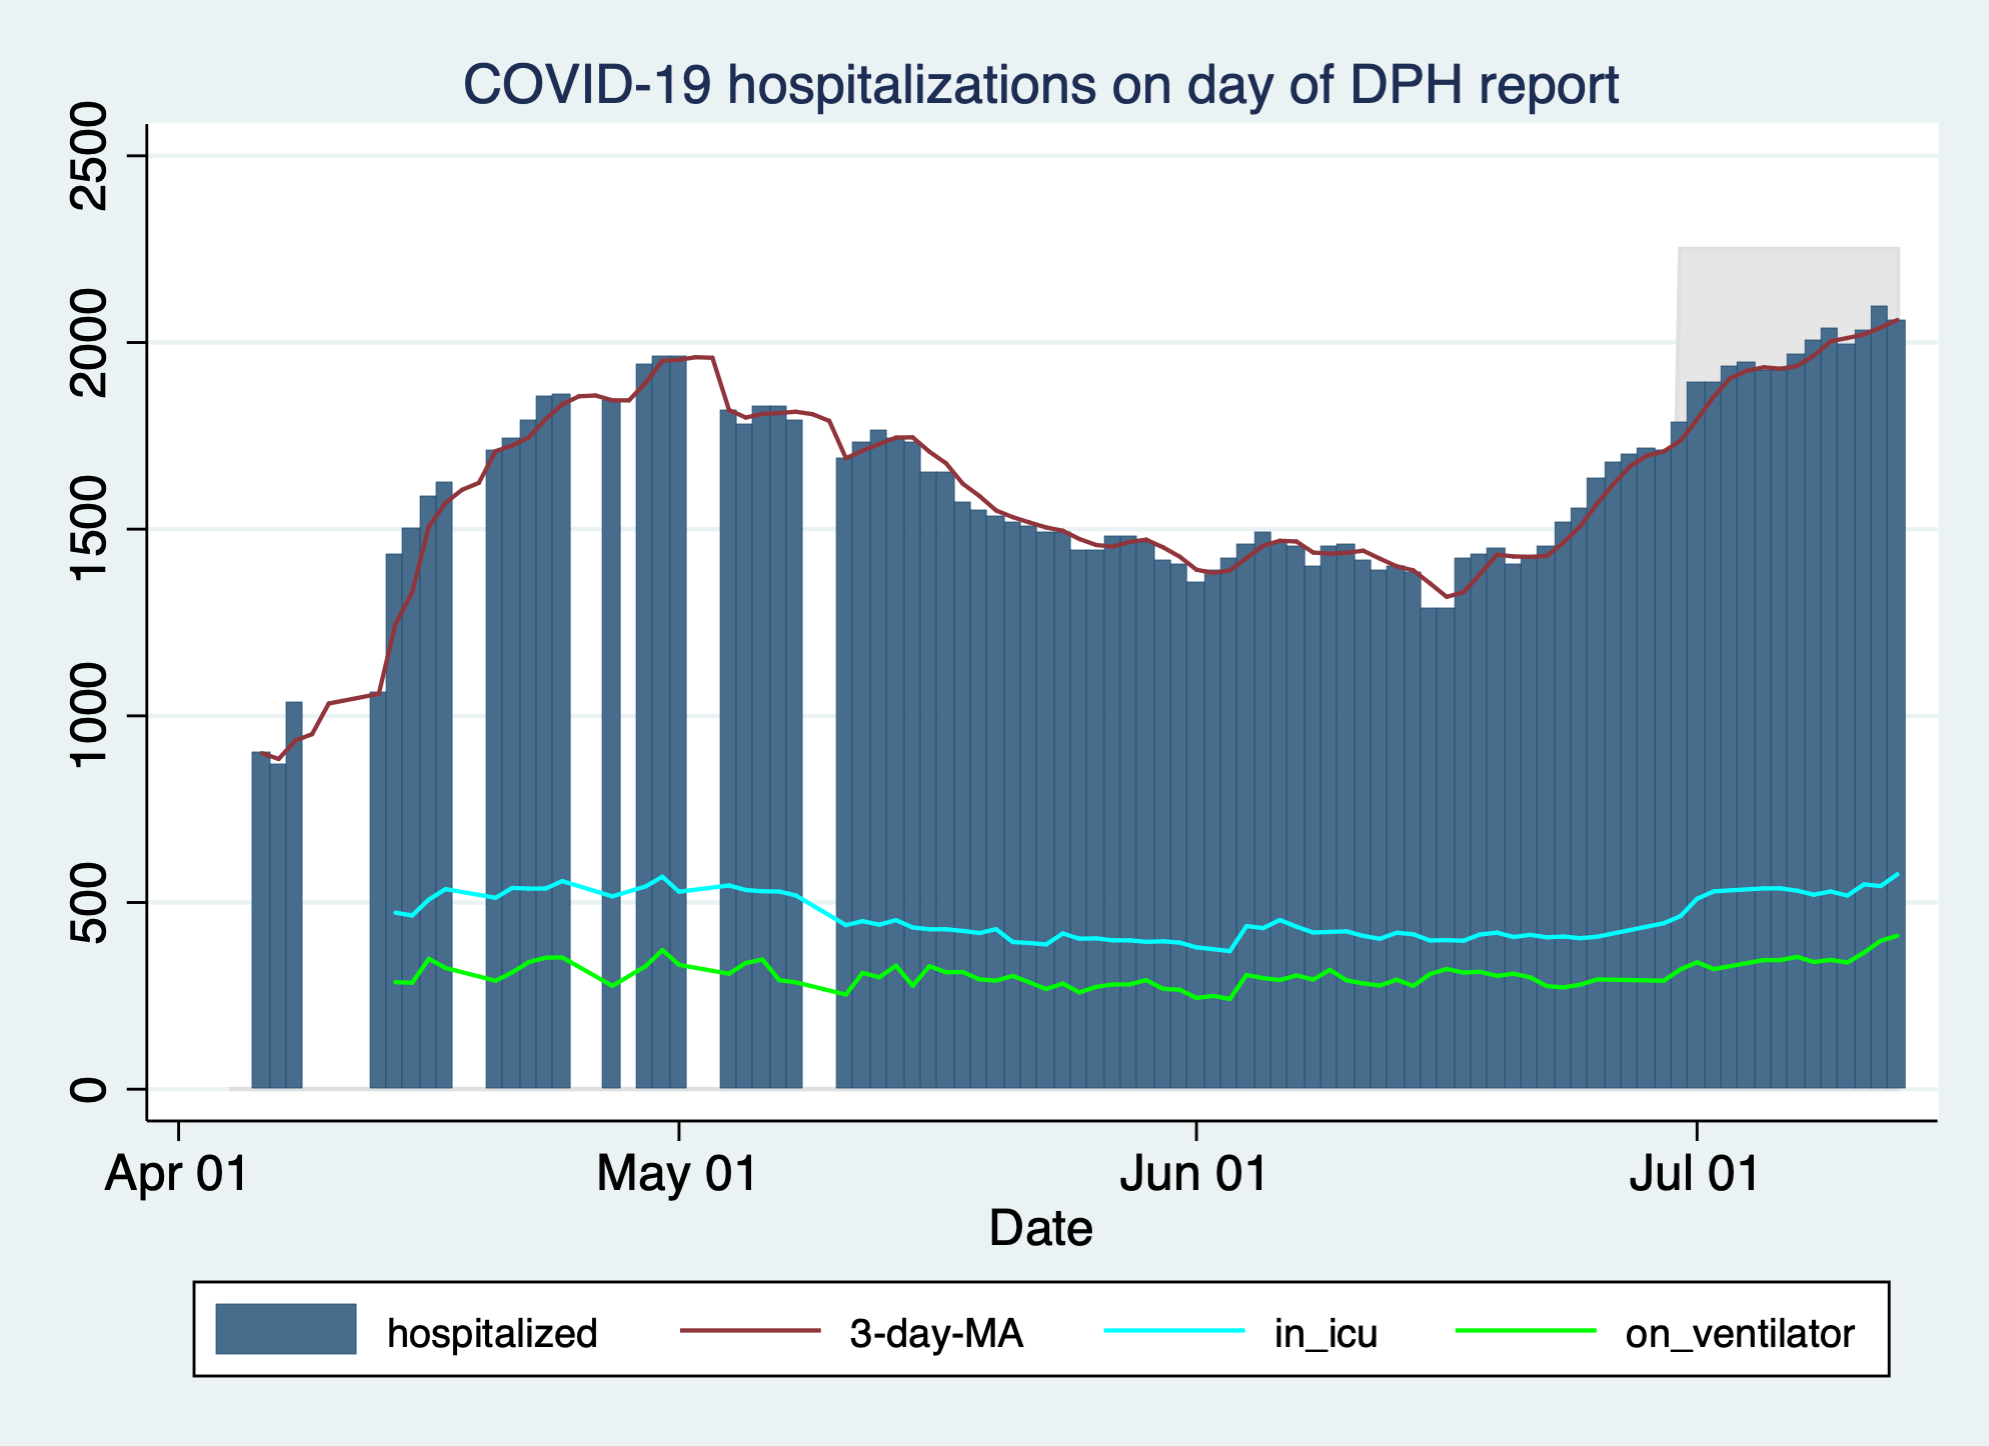 COVID-19 hospitalizations on day of DPH report
2500
2000
1500
1000
500
0
Apr 01 May 01 Jun 01 Jul 01
Date
hospitalized 3-day-MA in_icu on_ventilator